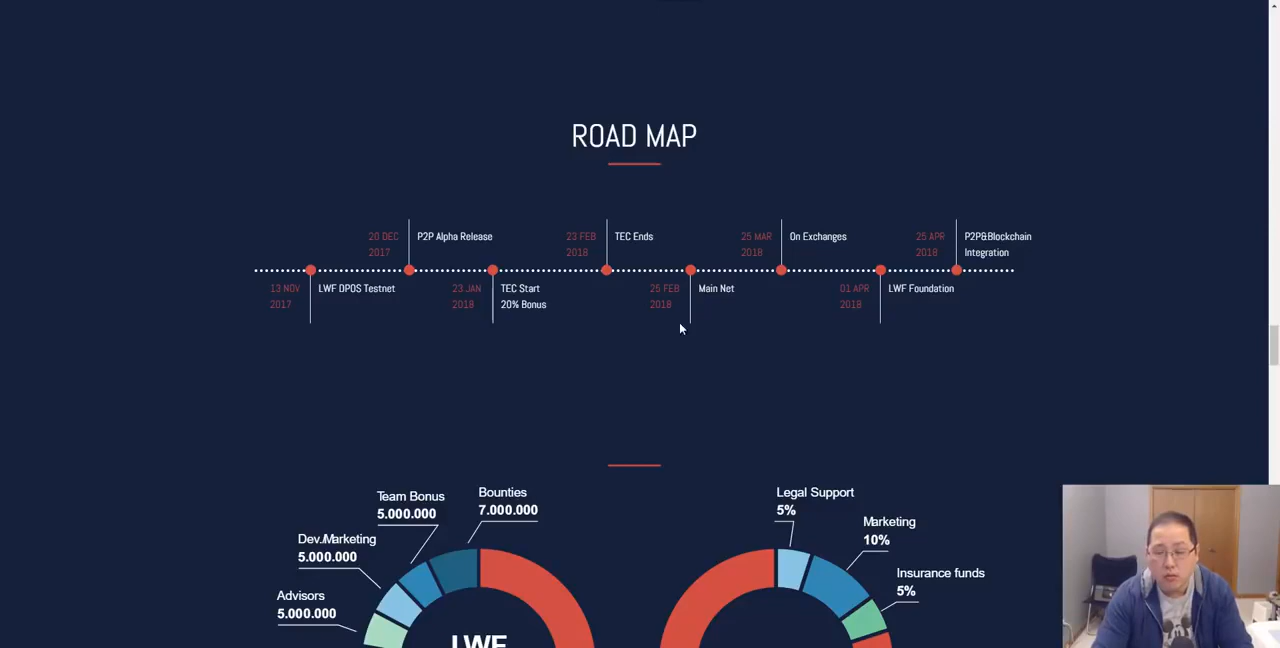 ROAD MAP
20 DEC
2017
P2P Alpha Release
23 FEB
2018
TEC Ends
25 MAR
2018
On Exchanges
25 APR
2018
P2P&Blockchain
Integration
13 NOV
2017
LWF DPOS Testnet
23 JAN
2018
TEC Start
20% Bonus
25 FEB
2018
Main Net
01 APR
2018
LWF Foundation
Team Bonus
5.000.000
Bounties
7.000.000
Dev./Marketing
5.000.000
Advisors
5.000.000
LWF
Legal Support
5%
Marketing
10%
Insurance funds
5%